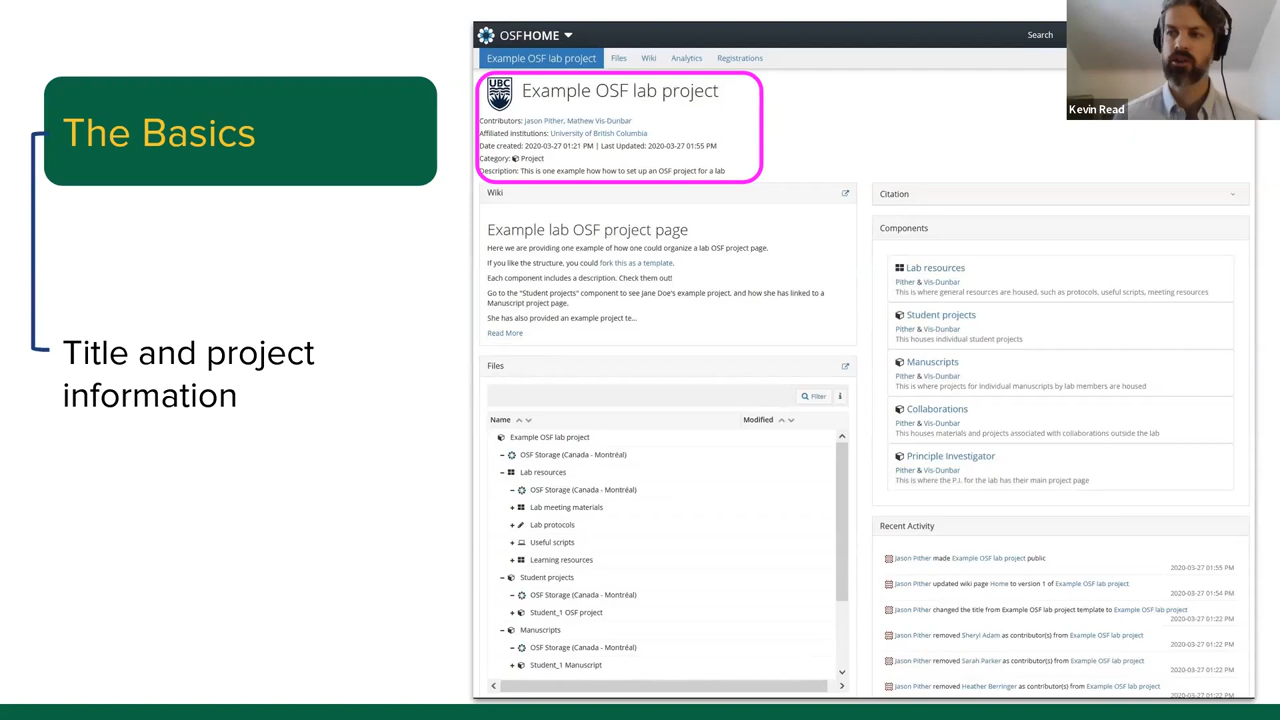 The Basics
Title and project
information
OSFHOME
Search
Kevin Read
Example OSF lab project
Files
Wiki
Analytics
Registrations
UBC
Example OSF lab project
Contributors: Jason Pither, Mathew Vis-Dunbar
Affiliated institutions: University of British Columbia
Date created: 2020-03-27 01:21 PM | Last Updated: 2020-03-27 01:55 PM
Category: Project
Description: This is one example how how to set up an OSF project for a lab
Wiki
Example lab OSF project page
Here we are providing one example of how one could organize a lab OSF project page.
If you like the structure, you could fork this as a template.
Each component includes a description. Check them out!
Go to the "Student projects" component to see Jane Doe's example project, and how she has linked to a
Manuscript project page.
She has also provided an example project te...
Read More
Files
Filter
Name
Modified
Example OSF lab project
OSF Storage (Canada - Montréal)
Lab resources
OSF Storage (Canada - Montréal)
Lab meeting materials
Lab protocols
Useful scripts
Learning resources
Student projects
OSF Storage (Canada - Montréal)
Student_1 OSF project
Manuscripts
OSF Storage (Canada - Montréal)
Student_1 Manuscript
Citation
Components
Lab resources
Pither & Vis-Dunbar
This is where general resources are housed, such as protocols, useful scripts, meeting resources
Student projects
Pither & Vis-Dunbar
This houses individual student projects
Manuscripts
Pither & Vis-Dunbar
This is where projects for Individual manuscripts by lab members are housed
Collaborations
Pither & Vis-Dunbar
This houses materials and projects associated with collaborations outside the lab
Principle Investigator
Pither & Vis-Dunbar
This is where the P.I. for the lab has their main project page
Recent Activity
Jason Pither made Example OSF lab project public
2020-03-27 01:55 PM
Jason Pither updated wiki page Home to version 1 of Example OSF lab project
2020-03-27 01:54 PM
Jason Pither changed the title from Example OSF lab project template to Example OSF lab project
2020-03-27 01:22 PM
Jason Pither removed Sheryl Adam as contributor(s) from Example OSF lab project
2020-03-27 01:22 PM
Jason Pither removed Sarah Parker as contributor(s) from Example OSF lab project
2020-03-27 01:22 PM
Jason Pither removed Heather Berringer as contributor(s) from Example OSF lab project
2020-03-27 01:22 PM